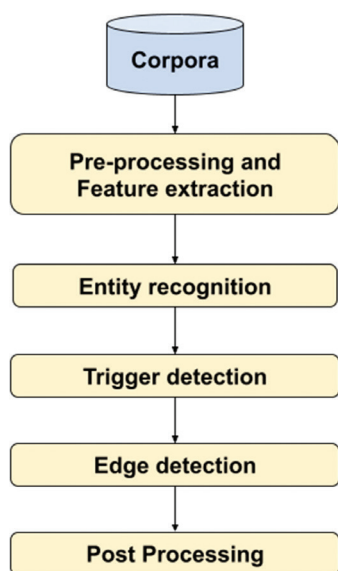 Corpora
Pre-processing and
Feature extraction
Entity recognition
Trigger detection
Edge detection
Post Processing